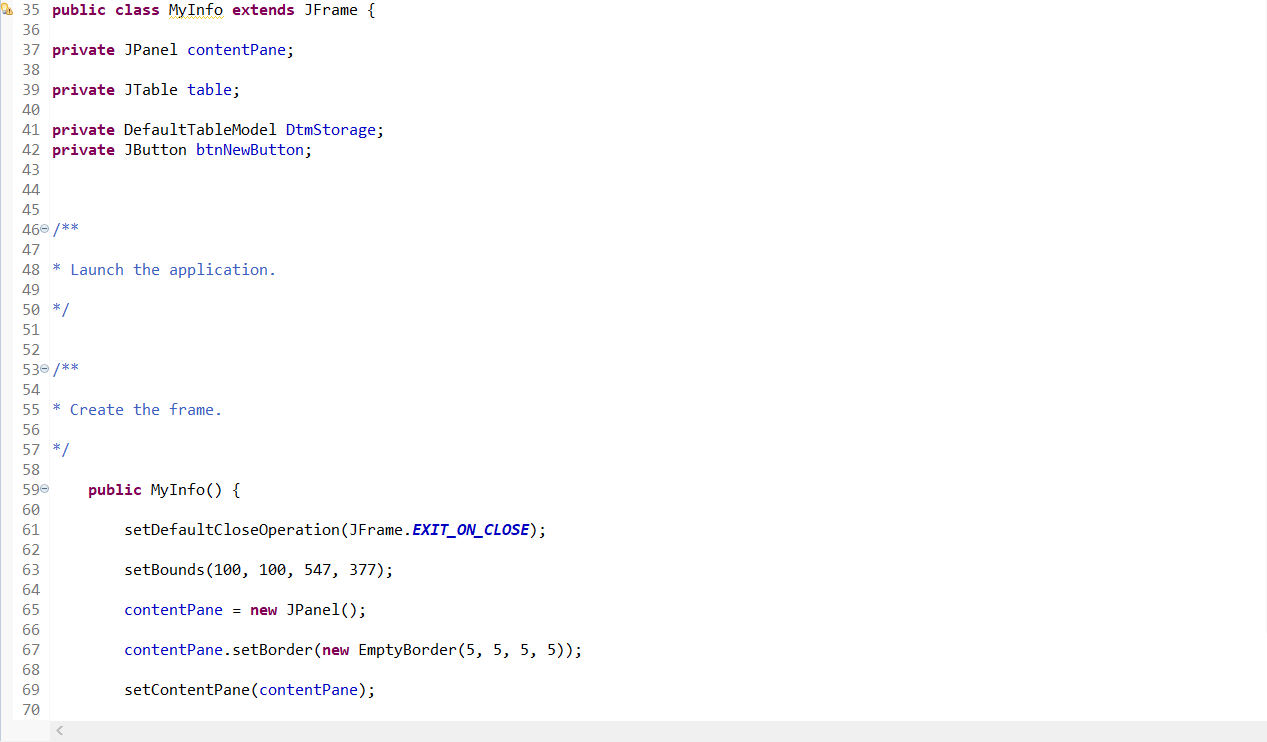 35 public class MyInfo extends JFrame {
36
37 private JPanel contentPane;
38
39 private JTable table;
40
41 private DefaultTableModel DtmStorage;
42 private JButton btnNewButton;
43
44
45
46 /**
47
48 * Launch the application.
49
50 */
51
52
53 /**
54
55 * Create the frame.
56
57 */
58
59 public MyInfo() {
60
61 setDefaultCloseOperation(JFrame.EXIT_ON_CLOSE);
62
63 setBounds(100, 100, 547, 377);
64
65 contentPane = new JPanel();
66
67 contentPane.setBorder(new EmptyBorder(5, 5, 5, 5));
68
69 setContentPane(contentPane);
70